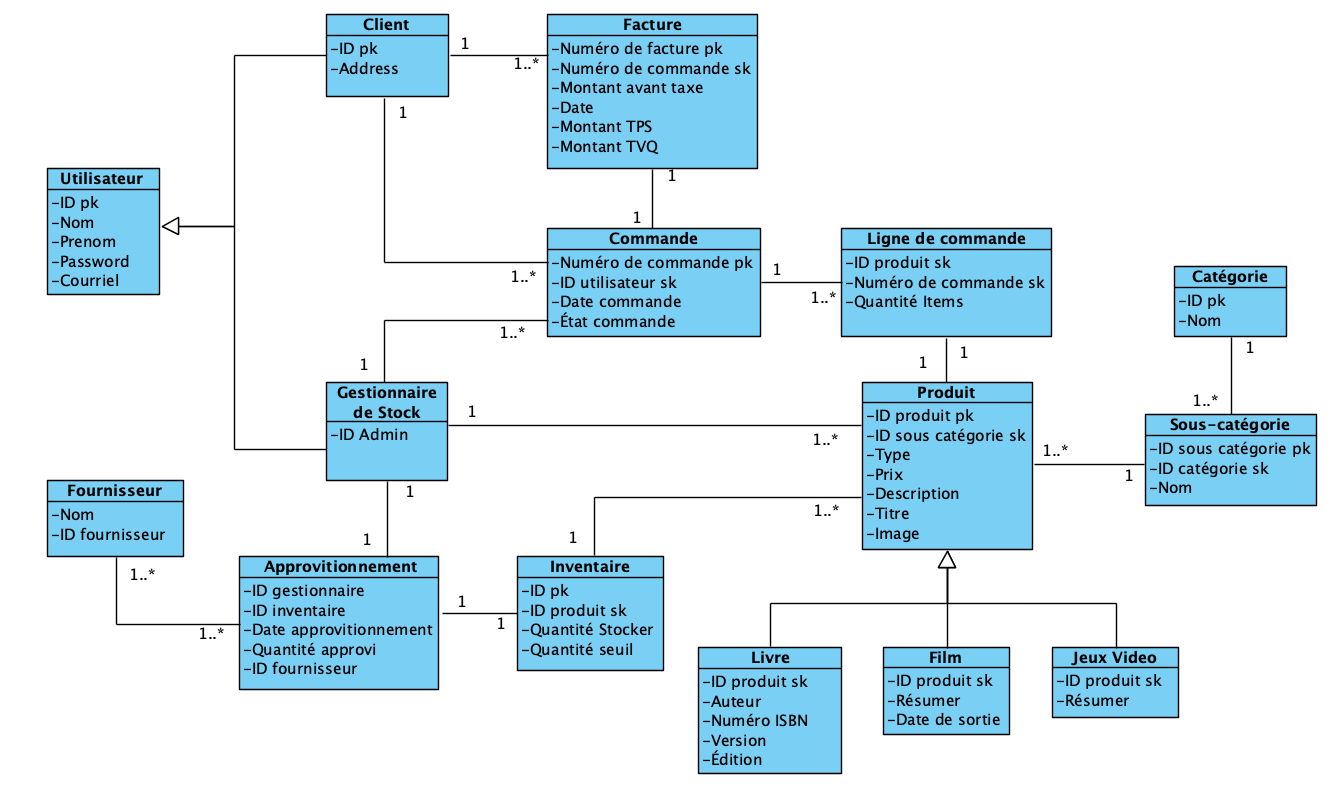 Client
-ID pk
-Address
1
1..*
1
Facture
-Numéro de facture pk
-Numéro de commande sk
-Montant avant taxe
-Date
-Montant TPS
-Montant TVQ
1
1
Utilisateur
-ID pk
-Nom
-Prenom
-Password
-Courriel
Commande
-Numéro de commande pk
-ID utilisateur sk
-Date commande
-État commande
1..*
1..*
1
1..*
Ligne de commande
-ID produit sk
-Numéro de commande sk
-Quantité Items
1
1
Catégorie
-ID pk
-Nom
1
1..*
1
Gestionnaire
de Stock
-ID Admin
1
1..*
1
1
Produit
-ID produit pk
-ID sous catégorie sk
-Type
-Prix
-Description
-Titre
-Image
1..*
1
Sous-catégorie
-ID sous catégorie pk
-ID catégorie sk
-Nom
Fournisseur
-Nom
-ID fournisseur
1..*
1..*
Approvitionnement
-ID gestionnaire
-ID inventaire
-Date approvitionnement
-Quantité approvi
-ID fournisseur
1
1
1
1..*
Inventaire
-ID pk
-ID produit sk
-Quantité Stocker
-Quantité seuil
Livre
-ID produit sk
-Auteur
-Numéro ISBN
-Version
-Édition
Film
-ID produit sk
-Résumer
-Date de sortie
Jeux Video
-ID produit sk
-Résumer